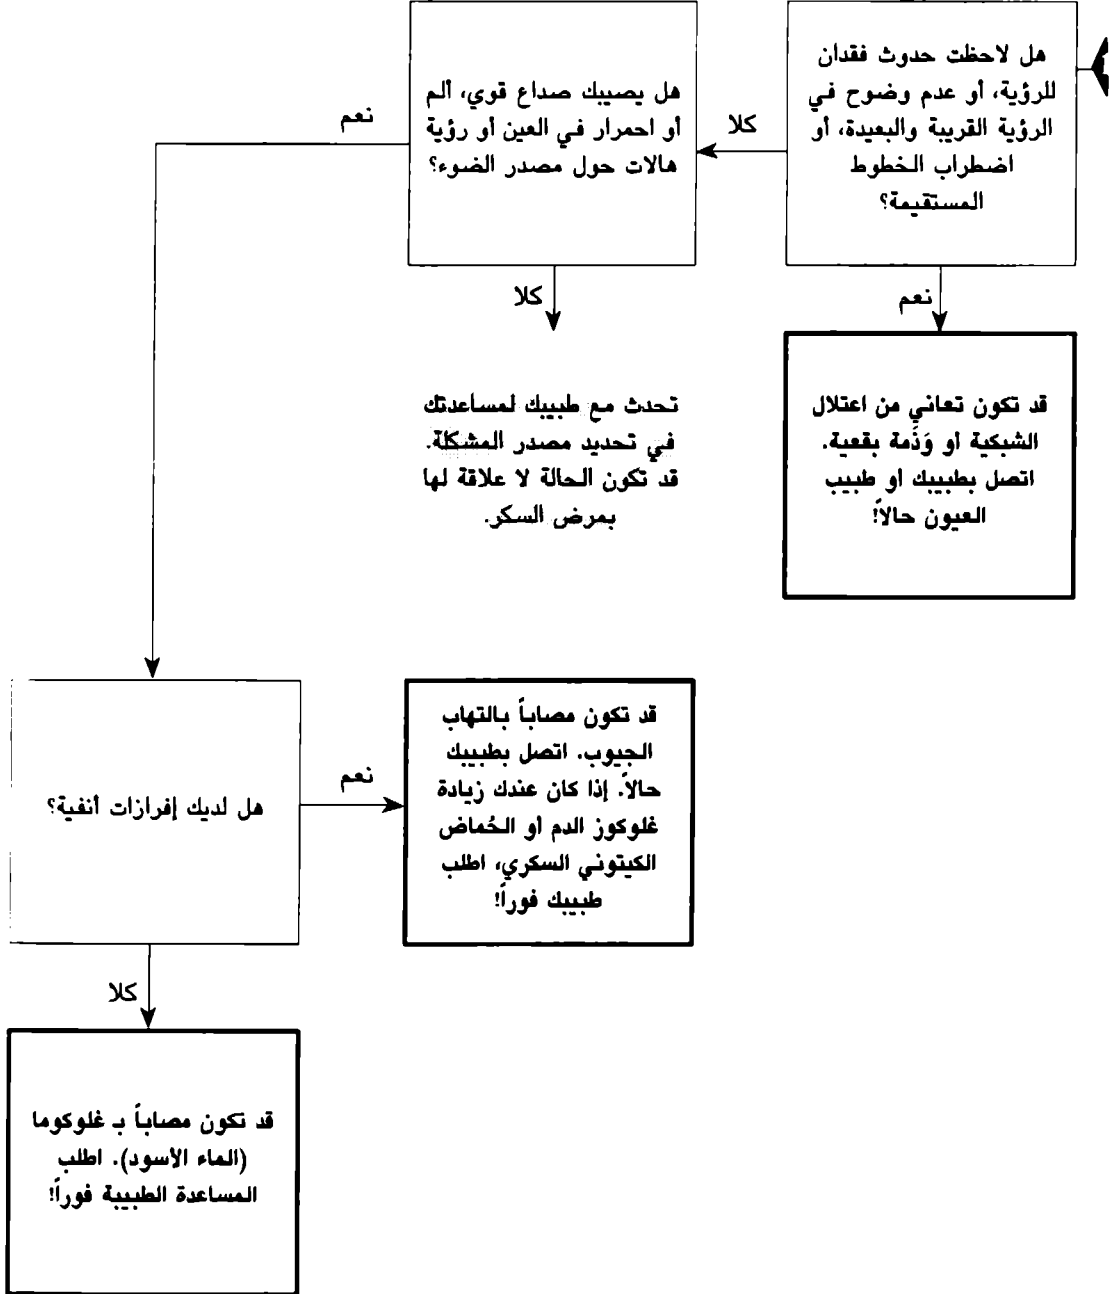 هل لاحظت حدوث فقدان
للرؤية، أو عدم وضوح في
الرؤية القريبة والبعيدة، أو
اضطراب الخطوط
المستقيمة؟
كلا
هل يصيبك صداع قوي، ألم
أو احمرار في العين أو رؤية
هالات حول مصدر الضوء؟
نعم
نعم
كلا
قد تكون تعاني من اعتلال
الشبكية او وَذَمة بقعية.
اتصل بطبيبك او طبيب
العيون حالاً!
تحدث مع طبيبك لمساعدتك
في تحديد مصدر المشكلة.
قد تكون الحالة لا علاقة لها
بمرض السكر.
هل لديك إفرازات أنفية؟
نعم
قد تكون مصاباً بالتهاب
الجيوب. اتصل بطبيبك
حالاً. إذا كان عندك زيادة
غلوكوز الدم أو الحُماض
الكيتوني السكري، اطلب
طبيبك فوراً!
كلا
قد تكون مصاباً بـ غلوكوما
(الماء الأسود). اطلب
المساعدة الطبيبة فوراً!